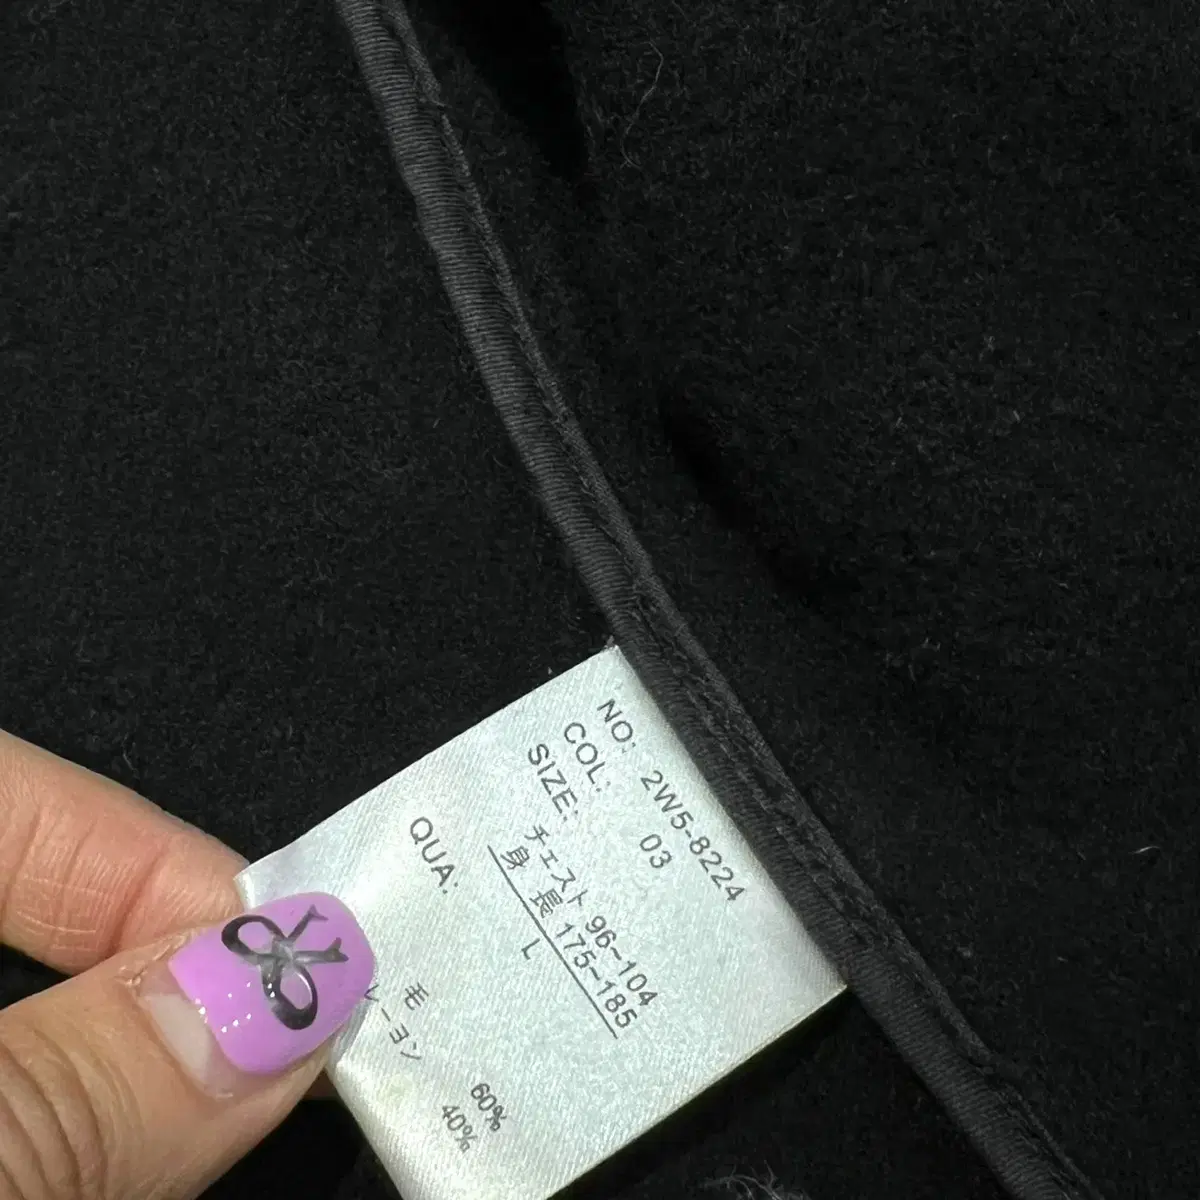 NO: 2W5-8224
COL: 03
SIZE:
チェスト 96-104
身 長 175-185
L
QUA:
毛 60%
レーヨン 40%